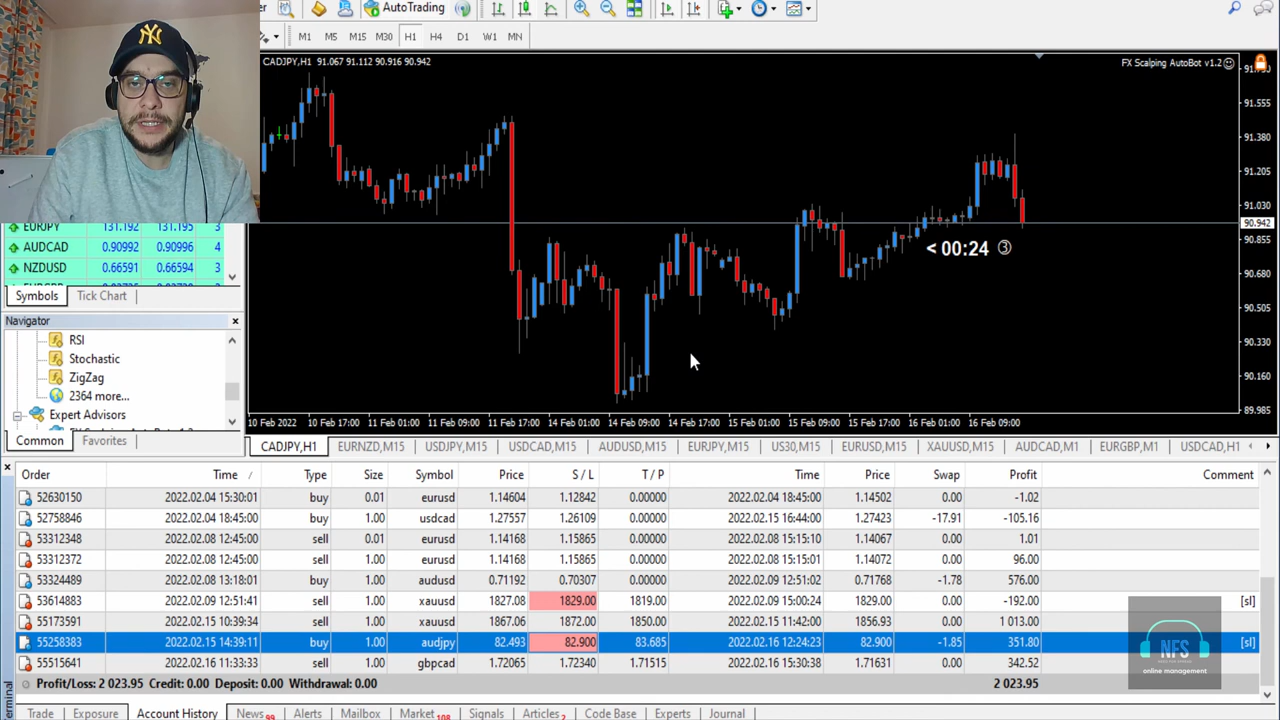 AutoTrading
M1 M5 M15 M30 H1 H4 D1 W1 MN
CADJPY,H1 91.067 91.112 90.916 90.942
FX Scalping AutoBot v1.2
91.555
91.380
91.205
91.030
90.942
90.855
90.680
90.505
90.330
90.160
89.985
< 00:24 ③
EURJPY 131.192 131.195 3
AUDCAD 0.90992 0.90996 4
NZDUSD 0.66591 0.66594 3
Symbols Tick Chart
Navigator
RSI
Stochastic
ZigZag
2364 more...
Expert Advisors
Common Favorites
10 Feb 2022 10 Feb 17:00 11 Feb 01:00 11 Feb 09:00 11 Feb 17:00 14 Feb 01:00 14 Feb 09:00 14 Feb 17:00 15 Feb 01:00 15 Feb 09:00 15 Feb 17:00 16 Feb 01:00 16 Feb 09:00
CADJPY,H1 EURNZD,M15 USDJPY,M15 USDCAD,M15 AUDUSD,M15 EURJPY,M15 US30,M15 EURUSD,M15 XAUUSD,M15 AUDCAD,M1 EURGBP,M1 USDCAD,H1
Order Time / Type Size Symbol Price S / L T / P Time Price Swap Profit Comment
52630150 2022.02.04 15:30:01 buy 0.01 eurusd 1.14604 1.12842 0.00000 2022.02.04 18:45:00 1.14502 0.00 -1.02
52758846 2022.02.04 18:45:00 buy 1.00 usdcad 1.27557 1.26109 0.00000 2022.02.15 16:44:00 1.27423 -17.91 -105.16
53312348 2022.02.08 12:45:00 sell 0.01 eurusd 1.14168 1.15865 0.00000 2022.02.08 15:15:10 1.14067 0.00 1.01
53312372 2022.02.08 12:45:00 sell 1.00 eurusd 1.14168 1.15865 0.00000 2022.02.08 15:15:01 1.14072 0.00 96.00
53324489 2022.02.08 13:18:01 buy 1.00 audusd 0.71192 0.70307 0.00000 2022.02.10 12:51:02 0.71768 -1.78 576.00
53614883 2022.02.09 12:51:41 sell 1.00 xauusd 1827.08 1829.00 1819.00 2022.02.09 15:00:24 1829.00 0.00 -192.00 [sl]
55173591 2022.02.15 10:39:34 sell 1.00 xauusd 1867.06 1872.00 1850.00 2022.02.15 11:42:00 1856.93 0.00 1 013.00
55258383 2022.02.15 14:39:11 buy 1.00 audjpy 82.493 82.900 83.685 2022.02.16 12:24:23 82.900 -1.85 351.80 [sl]
55515641 2022.02.16 11:33:33 sell 1.00 gbpcad 1.72065 1.72340 1.71515 2022.02.16 15:30:38 1.71631 0.00 342.52
Profit/Loss: 2 023.95 Credit: 0.00 Deposit: 0.00 Withdrawal: 0.00 2 023.95
NFS
online management
Trade Exposure Account History News 99 Alerts Mailbox Market 108 Signals Articles 2 Code Base Experts Journal